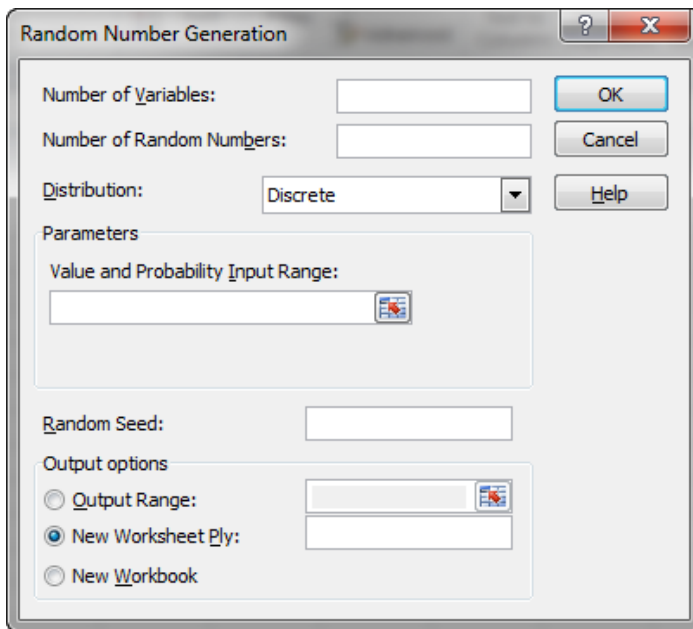 Random Number Generation
Number of Variables:
OK
Number of Random Numbers:
Cancel
Distribution:
Discrete
Help
Parameters
Value and Probability Input Range:
Random Seed:
Output options
Output Range:
New Worksheet Ply:
New Workbook